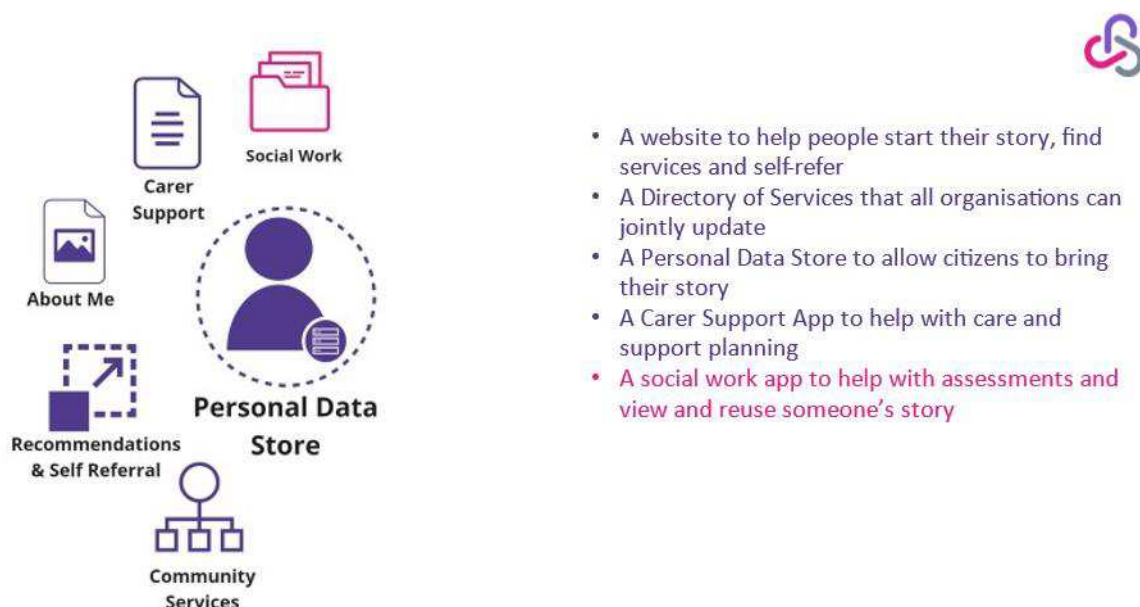 Social Work
Carer
Support
About Me
Personal Data
Store
Recommendations
& Self Referral
Community
Services
• A website to help people start their story, find
services and self-refer
• A Directory of Services that all organisations can
jointly update
• A Personal Data Store to allow citizens to bring
their story
• A Carer Support App to help with care and
support planning
• A social work app to help with assessments and
view and reuse someone’s story